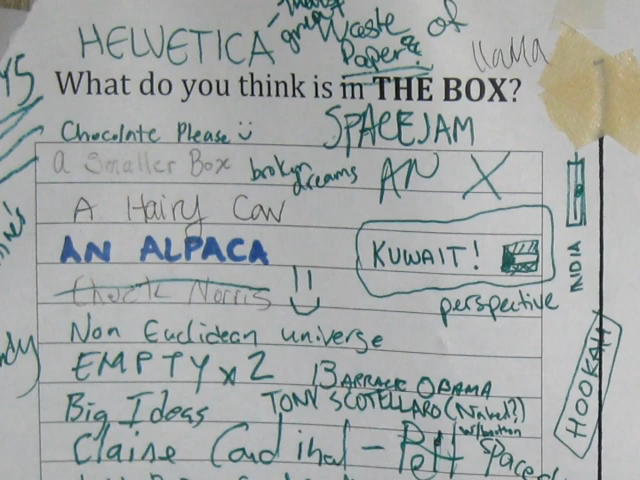 that's great Waste of Paper &
HELVETICA
llama
What do you think is in THE BOX?
Chocolate Please
SPACEJAM
A Smaller Box
broken dreams
AN X
A Hairy Cow
AN ALPACA
KUWAIT!
INDIA
Chuck Norris
perspective
Non Euclidean universe
EMPTY x 2
BARRACK OBAMA
HOOKAH
Big Ideas
TONY SCOTELLARO (Naked?)
Claire Cardinal -